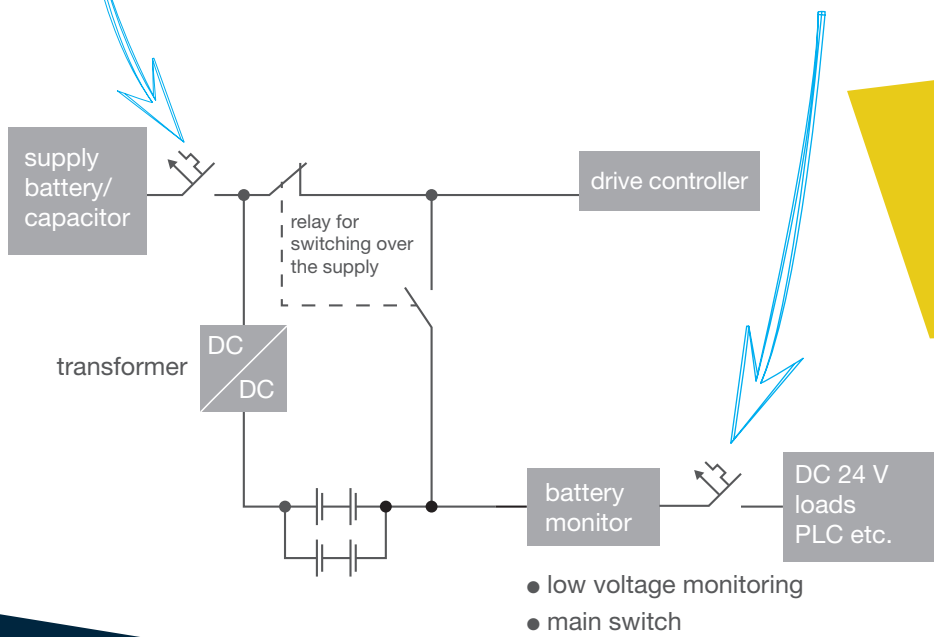 supply
battery/
capacitor
drive controller
relay for
switching over
the supply
transformer
DC
DC
battery
monitor
DC 24 V
loads
PLC etc.
● low voltage monitoring
● main switch